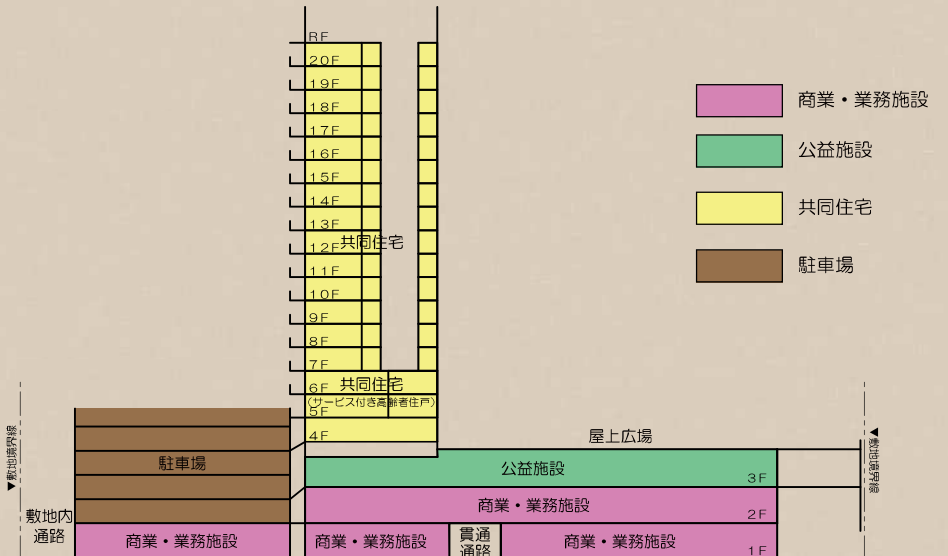 RF
20F
19F
18F
17F
16F
15F
14F
13F
共同住宅
12F
11F
10F
9F
8F
7F
6F
共同住宅
(サービス付き高齢者住戸)
5F
4F
商業・業務施設
公益施設
共同住宅
駐車場
▼敷地境界線
▼敷地境界線
屋上広場
駐車場
公益施設
3F
商業・業務施設
2F
敷地内
通路
商業・業務施設
商業・業務施設
貫通
通路
商業・業務施設
1F